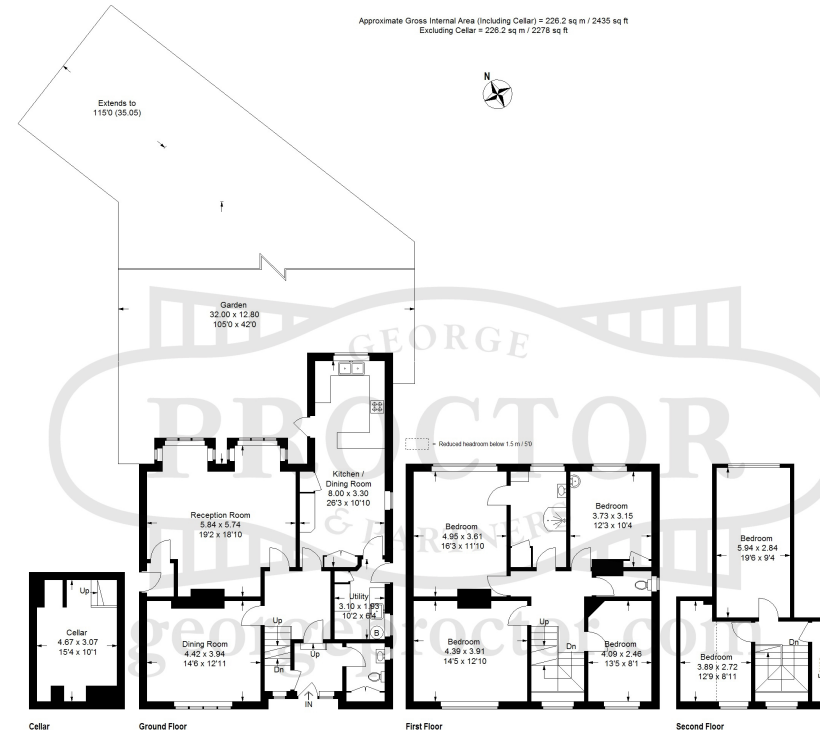 Approximate Gross Internal Area (Including Cellar) = 226.2 sq m / 2435 sq ft
Excluding Cellar = 226.2 sq m / 2278 sq ft
N
Extends to
115'0 (35.05)
Garden
32.00 x 12.80
105'0 x 42'0
GEORGE
PROCTOR
& PARTNERS
georgeproctor.com
= Reduced headroom below 1.5 m / 5'0
Kitchen /
Dining Room
8.00 x 3.30
26'3 x 10'10
Reception Room
5.84 x 5.74
19'2 x 18'10
Utility
3.10 x 1.93
10'2 x 6'4
B
Dining Room
4.42 x 3.94
14'6 x 12'11
Up
Dn
Up
IN
Up
Cellar
4.67 x 3.07
15'4 x 10'1
Bedroom
4.95 x 3.61
16'3 x 11'10
Bedroom
3.73 x 3.15
12'3 x 10'4
Bedroom
4.39 x 3.91
14'5 x 12'10
Up
Dn
Bedroom
4.09 x 2.46
13'5 x 8'1
Bedroom
5.94 x 2.84
19'6 x 9'4
Bedroom
3.89 x 2.72
12'9 x 8'11
Dn
Cellar
Ground Floor
First Floor
Second Floor